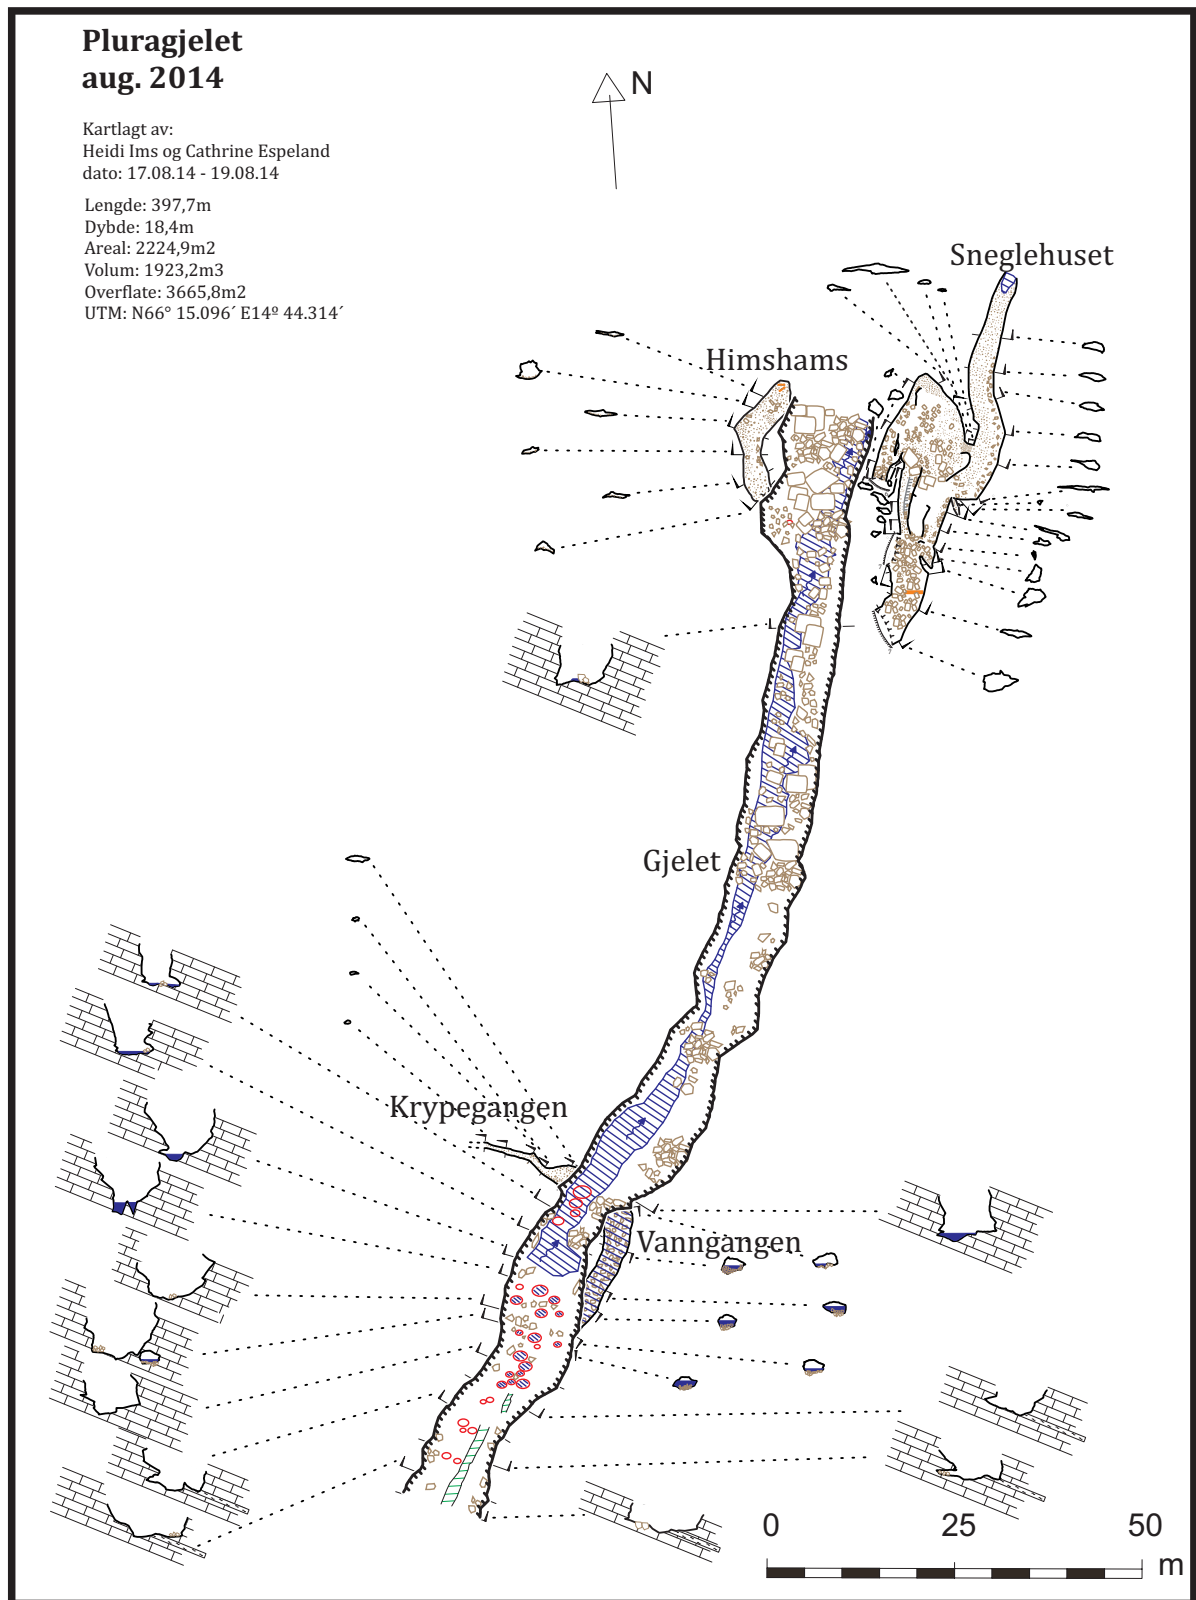 Pluragjelet
aug. 2014
Kartlagt av:
Heidi Ims og Cathrine Espeland
dato: 17.08.14 - 19.08.14
Lengde: 397,7m
Dybde: 18,4m
Areal: 2224,9m2
Volum: 1923,2m3
Overflate: 3665,8m2
UTM: N66° 15.096´ E14º 44.314´
N
Sneglehuset
Himshams
Gjelet
Krypegangen
Vanngangen
0 25 50
m